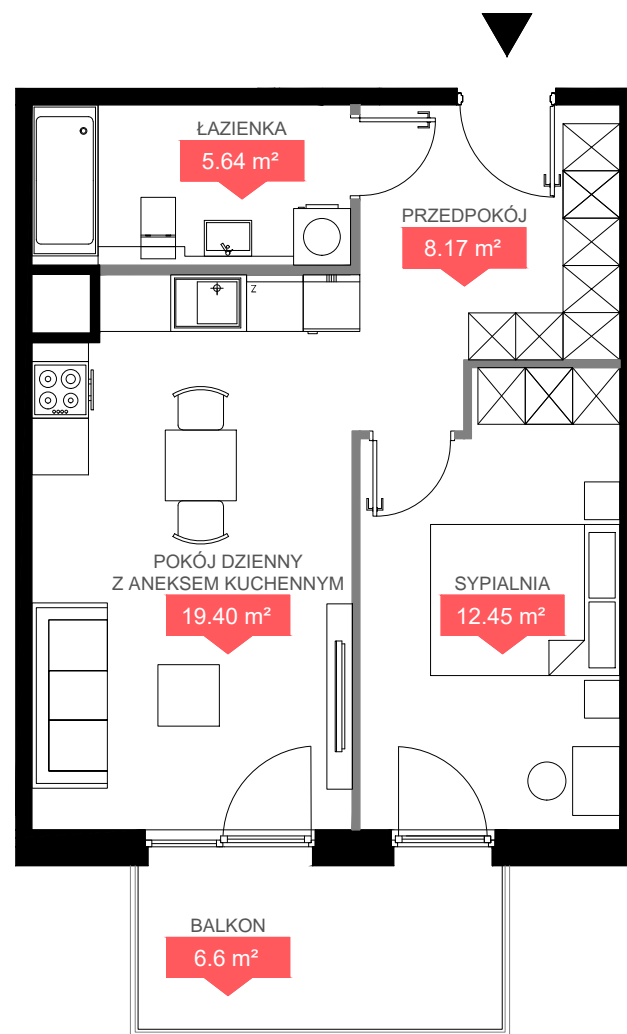 ŁAZIENKA
5.64 m²
PRZEDPOKÓJ
8.17 m²
Z
POKÓJ DZIENNY
Z ANEKSEM KUCHENNYM
19.40 m²
SYPIALNIA
12.45 m²
BALKON
6.6 m²